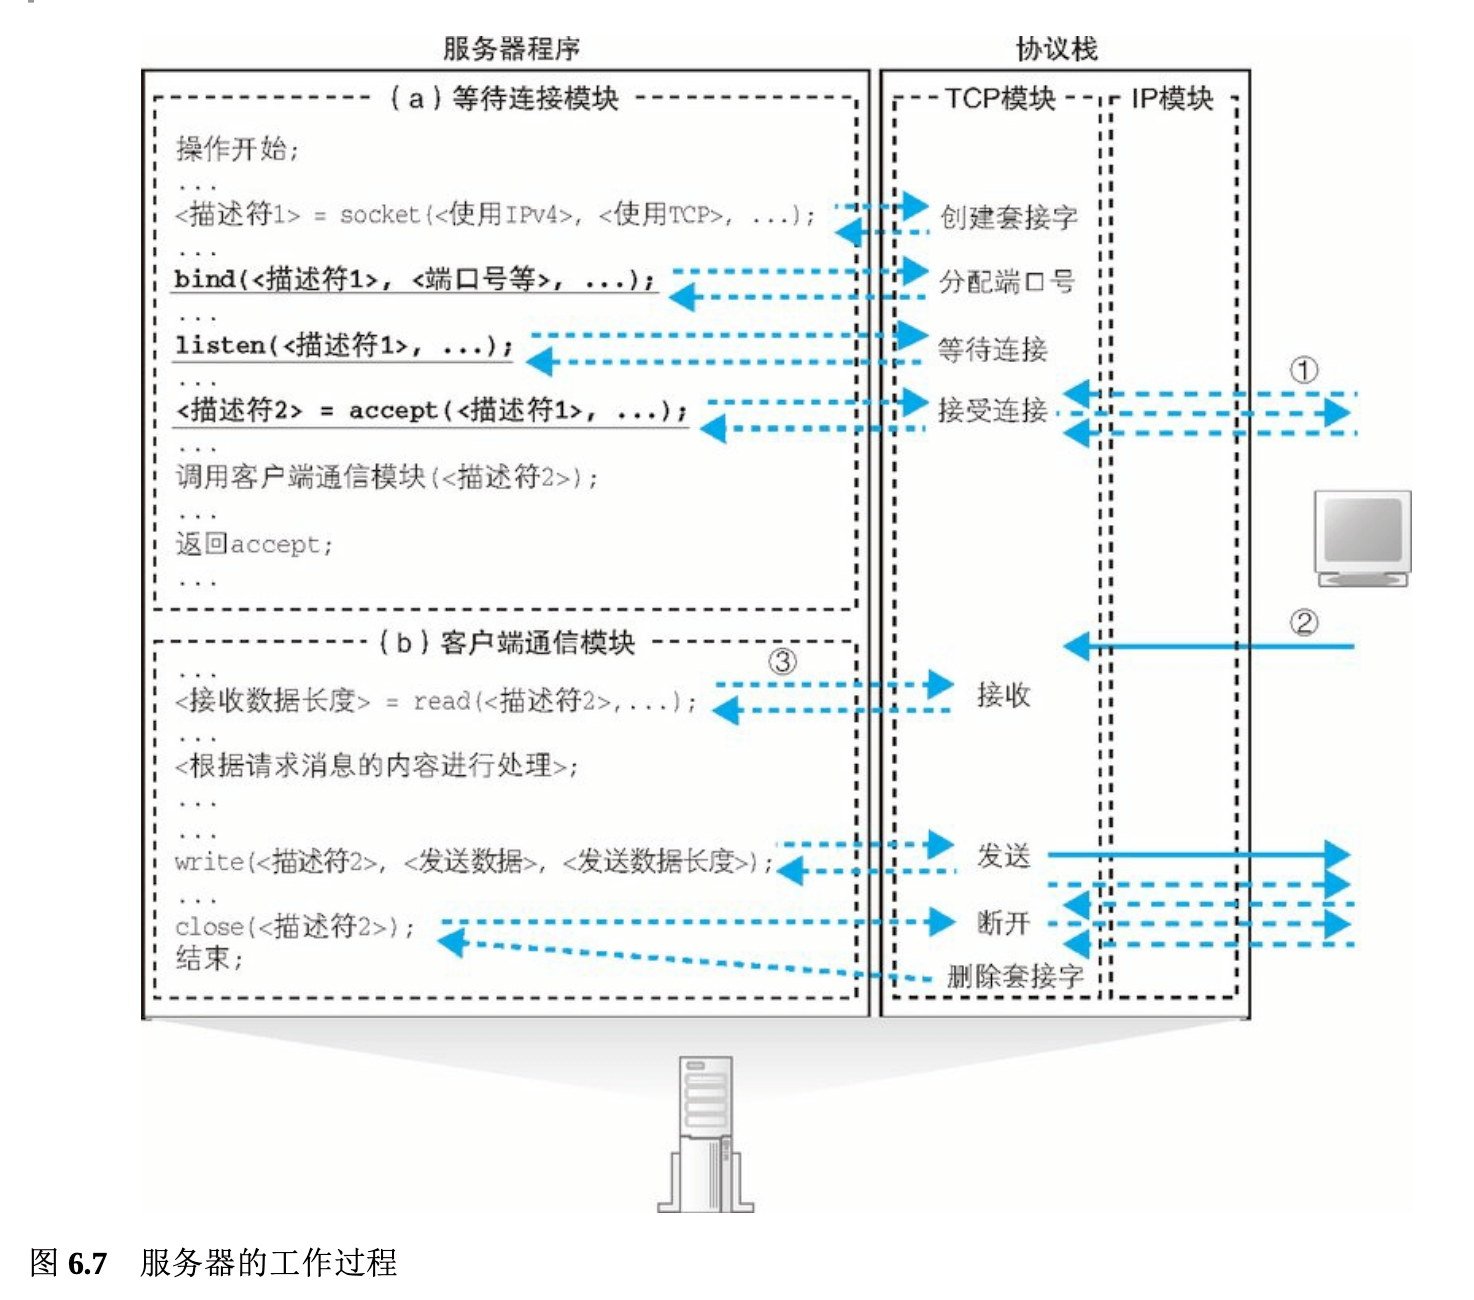 服务器程序
协议栈
(a)等待连接模块
TCP模块
IP模块
操作开始;
...
<描述符1> = socket(<使用IPv4>, <使用TCP>, ...);
创建套接字
...
bind(<描述符1>, <端口号等>, ...);
分配端口号
...
listen(<描述符1>, ...);
等待连接
①
...
<描述符2> = accept(<描述符1>, ...);
接受连接
...
调用客户端通信模块(<描述符2>);
...
返回accept;
...
②
(b)客户端通信模块
③
...
<接收数据长度> = read(<描述符2>,...);
接收
...
<根据请求消息的内容进行处理>;
...
...
write(<描述符2>, <发送数据>, <发送数据长度>);
发送
...
close(<描述符2>);
断开
结束;
删除套接字
图 6.7 服务器的工作过程